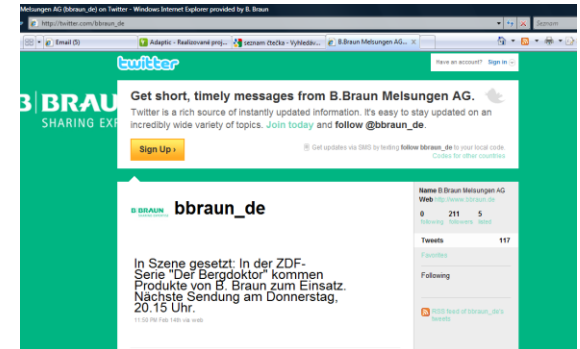 Melsungen AG (bbraun_de) on Twitter - Windows Internet Explorer provided by B. Braun
http://twitter.com/bbraun_de
Seznam
Email (5)
Adaptic - Realizované proj...
seznam čtečka - Vyhledáv...
B.Braun Melsungen AG...
twitter
Have an account? Sign in
B|BRAU
SHARING EXP
Get short, timely messages from B.Braun Melsungen AG.
Twitter is a rich source of instantly updated information. It's easy to stay updated on an
incredibly wide variety of topics. Join today and follow @bbraun_de.
Sign Up ›
Get updates via SMS by texting follow bbraun_de to your local code.
Codes for other countries
B|BRAUN
bbraun_de
Name B.Braun Melsungen AG
Web http://www.bbraun.de
0 211 5
following followers listed
Tweets 117
Favorites
Following
RSS feed of bbraun_de's
tweets
In Szene gesetzt: In der ZDF-
Serie "Der Bergdoktor" kommen
Produkte von B. Braun zum Einsatz.
Nächste Sendung am Donnerstag,
20.15 Uhr.
11:50 PM Feb 14th via web